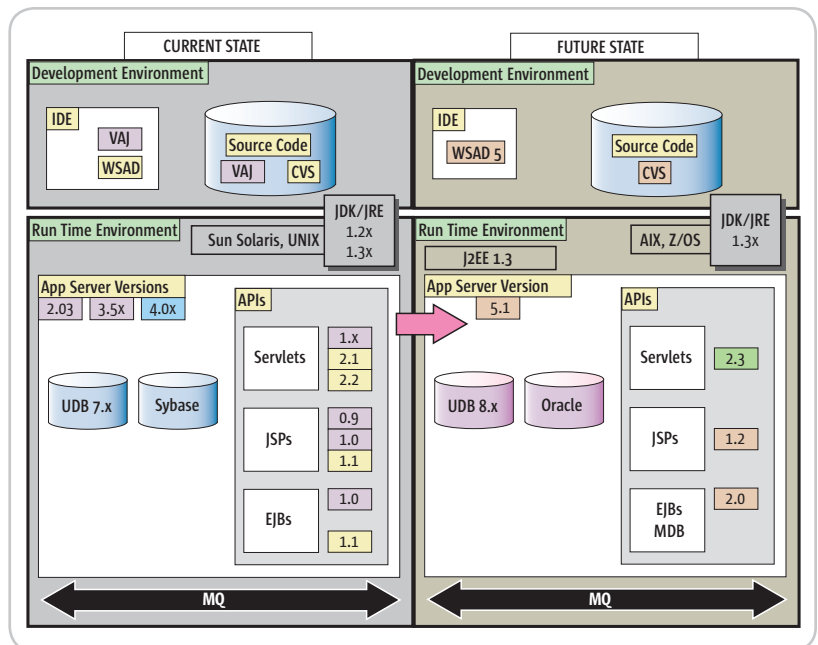 CURRENT STATE
Development Environment
IDE
VAJ
WSAD
Source Code
VAJ
CVS
JDK/JRE
1.2x
1.3x
Run Time Environment
Sun Solaris, UNIX
App Server Versions
2.03
3.5x
4.0x
UDB 7.x
Sybase
APIs
Servlets
1.x
2.1
2.2
JSPs
0.9
1.0
1.1
EJBs
1.0
1.1
MQ
FUTURE STATE
Development Environment
IDE
WSAD 5
Source Code
CVS
JDK/JRE
1.3x
Run Time Environment
AIX, Z/OS
J2EE 1.3
App Server Version
5.1
UDB 8.x
Oracle
APIs
Servlets
2.3
JSPs
1.2
EJBs
MDB
2.0
MQ